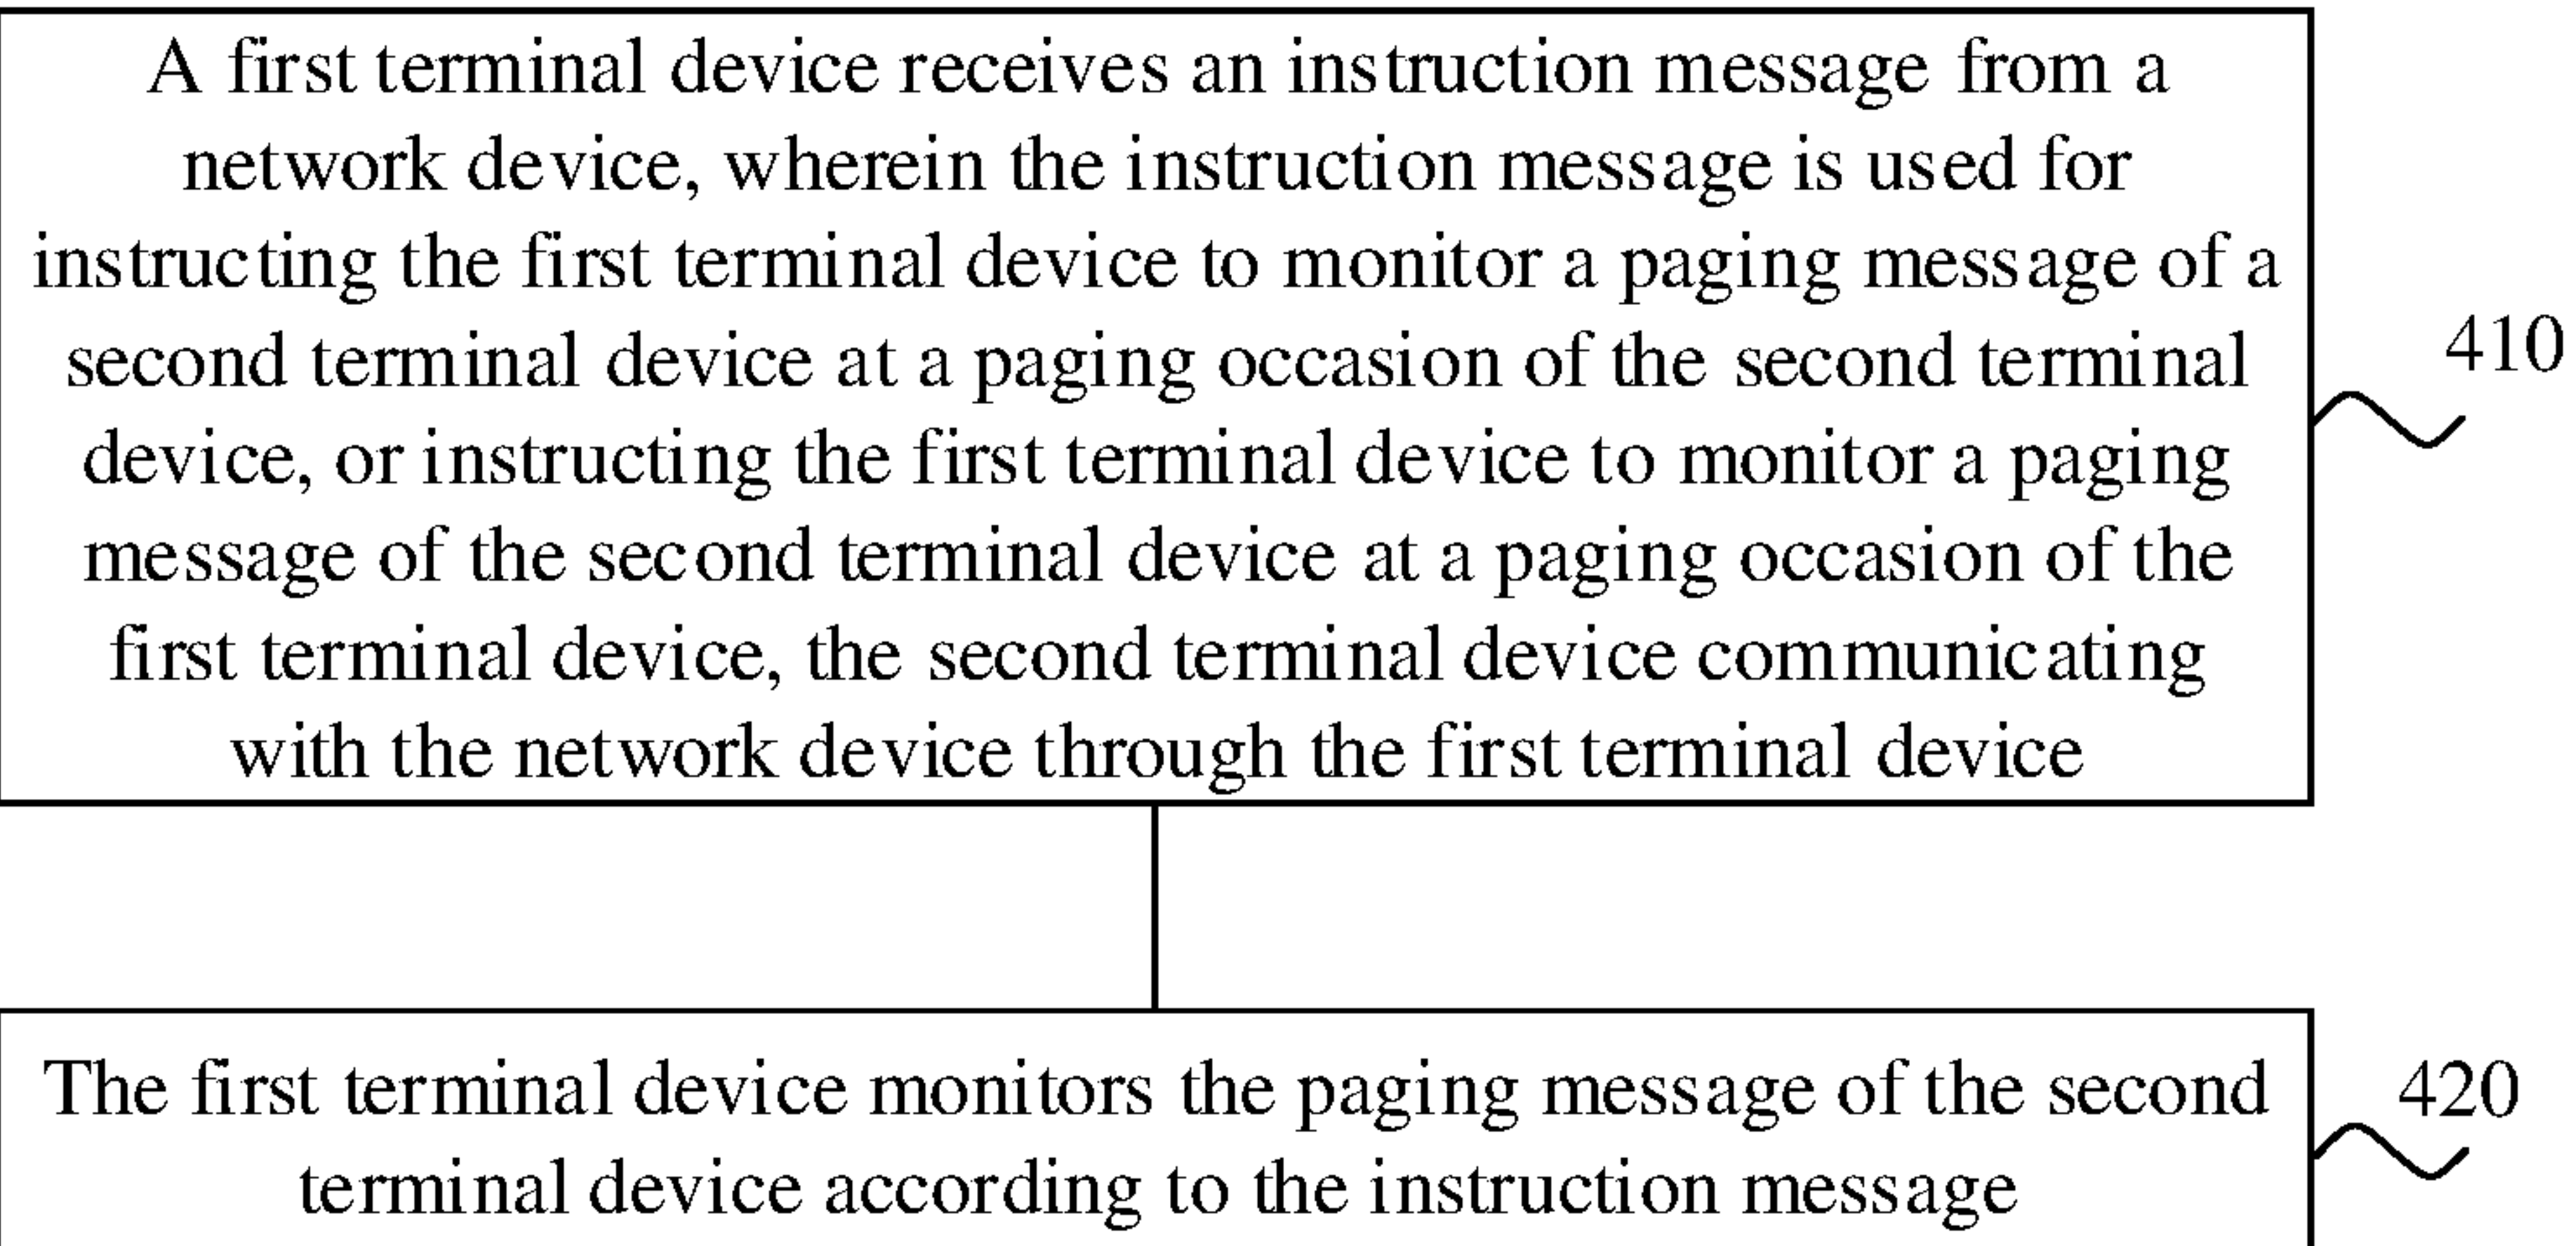 A first terminal device receives an instruction message from a
network device, wherein the instruction message is used for
instructing the first terminal device to monitor a paging message of a
second terminal device at a paging occasion of the second terminal
device, or instructing the first terminal device to monitor a paging
message of the second terminal device at a paging occasion of the
first terminal device, the second terminal device communicating
with the network device through the first terminal device
410
The first terminal device monitors the paging message of the second
terminal device according to the instruction message
420